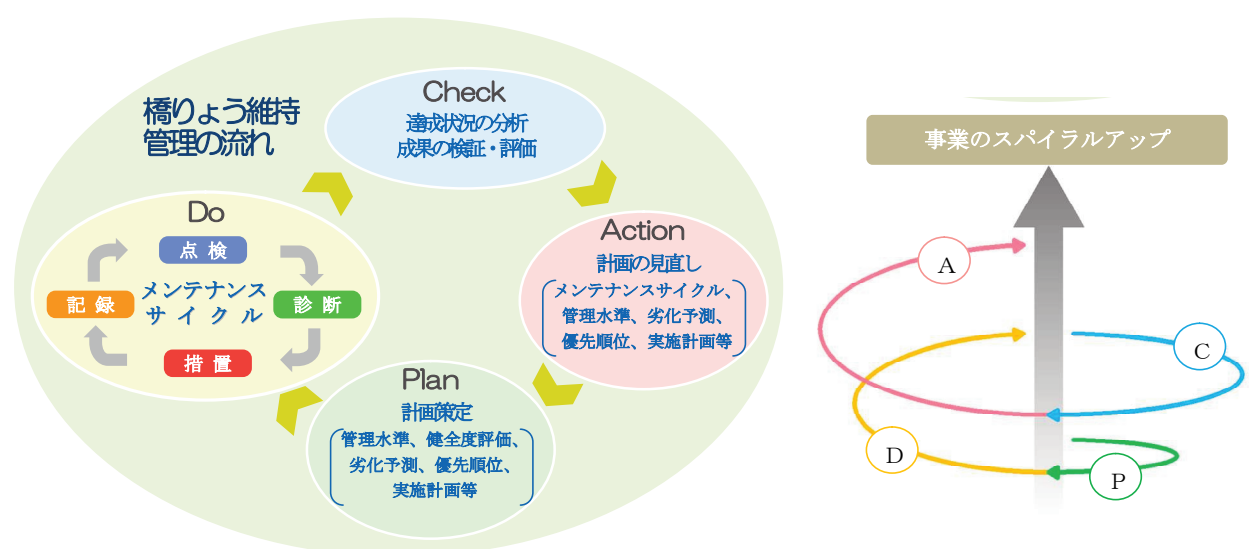 橋りょう維持
管理の流れ
Check
達成状況の分析
成果の検証・評価
Action
計画の見直し
メンテナンスサイクル、
管理水準、劣化予測、
優先順位、実施計画等
Plan
計画策定
管理水準、健全度評価、
劣化予測、優先順位、
実施計画等
Do
点検
診断
措置
記録
メンテナンス
サイクル
事業のスパイラルアップ
A
C
D
P